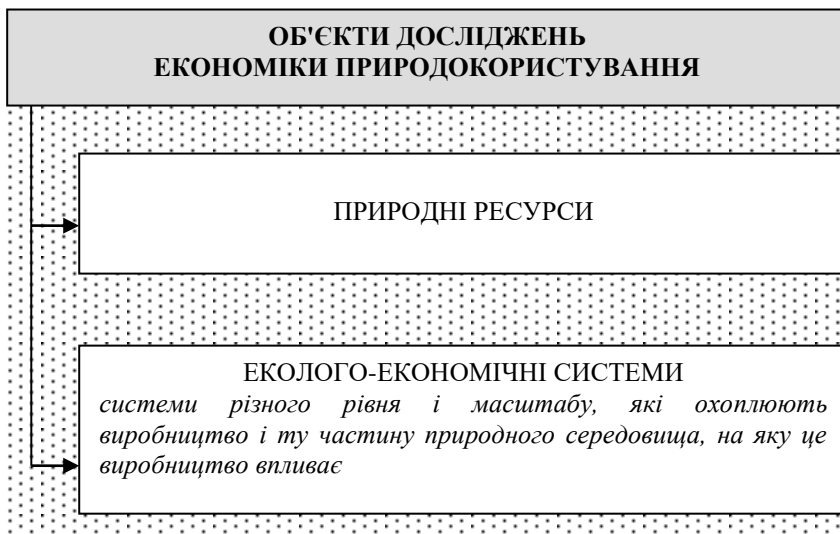 ОБ'ЄКТИ ДОСЛІДЖЕНЬ
ЕКОНОМІКИ ПРИРОДОКОРИСТУВАННЯ
ПРИРОДНІ РЕСУРСИ
ЕКОЛОГО-ЕКОНОМІЧНІ СИСТЕМИ
системи різного рівня і масштабу, які охоплюють
виробництво і ту частину природного середовища, на яку це
виробництво впливає